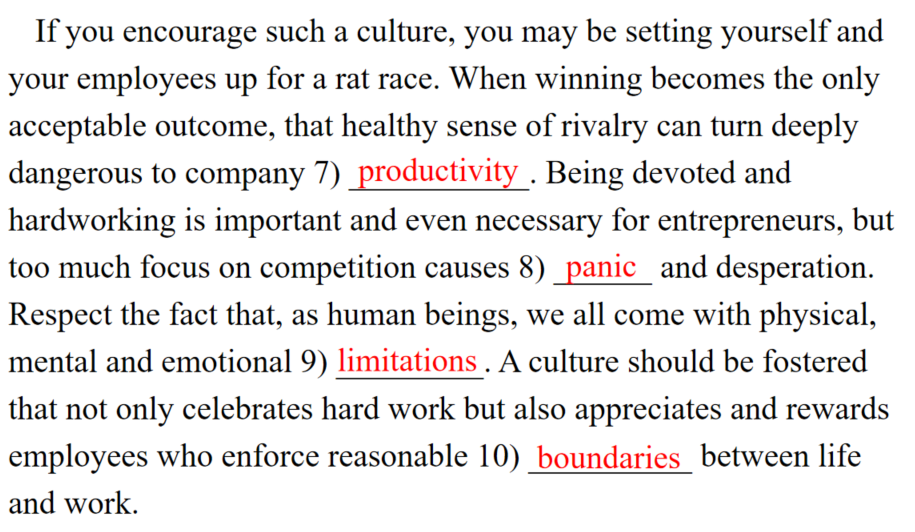 If you encourage such a culture, you may be setting yourself and
your employees up for a rat race. When winning becomes the only
acceptable outcome, that healthy sense of rivalry can turn deeply
dangerous to company 7) productivity. Being devoted and
hardworking is important and even necessary for entrepreneurs, but
too much focus on competition causes 8) panic and desperation.
Respect the fact that, as human beings, we all come with physical,
mental and emotional 9) limitations. A culture should be fostered
that not only celebrates hard work but also appreciates and rewards
employees who enforce reasonable 10) boundaries between life
and work.